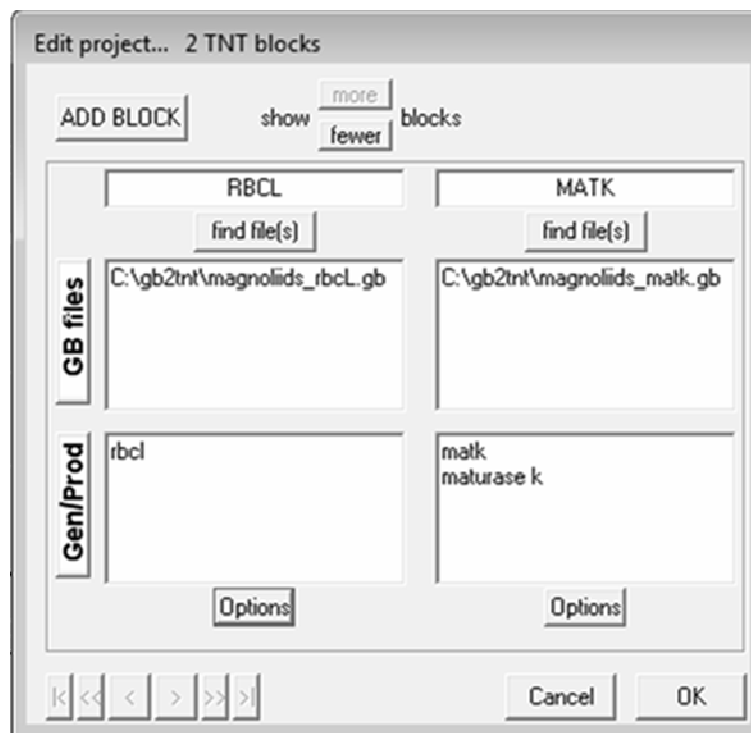 Edit project... 2 TNT blocks
ADD BLOCK
show
more
fewer
blocks
RBCL
MATK
find file(s)
find file(s)
GB files
C:\gb2tnt\magnoliids_rbcL.gb
C:\gb2tnt\magnoliids_matk.gb
Gen/Prod
rbcl
matk
maturase k
Options
Options
|< << < > >> >|
Cancel
OK